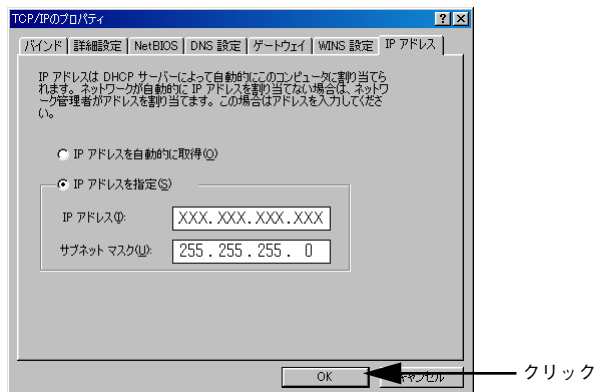 TCP/IPのプロパティ
バインド 詳細設定 NetBIOS DNS 設定 ゲートウェイ WINS 設定 IP アドレス
IP アドレスは DHCP サーバーによって自動的にこのコンピュータに割り当てら
れます。ネットワークが自動的に IP アドレスを割り当てない場合は、ネットワ
ーク管理者がアドレスを割り当てます。この場合はアドレスを入力してくださ
い。
IP アドレスを自動的に取得(O)
IP アドレスを指定(S)
IP アドレス(I): XXX.XXX.XXX.XXX
サブネット マスク(U): 255.255.255. 0
OK キャンセル
クリック